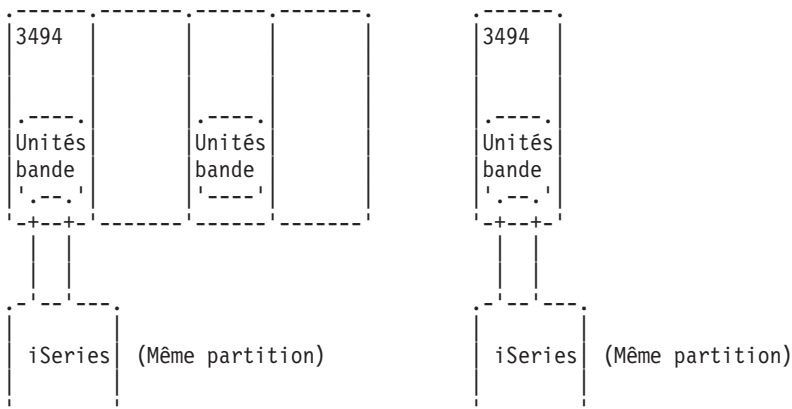 3494
3494
Unités
bande
Unités
bande
Unités
bande
iSeries (Même partition)
iSeries (Même partition)